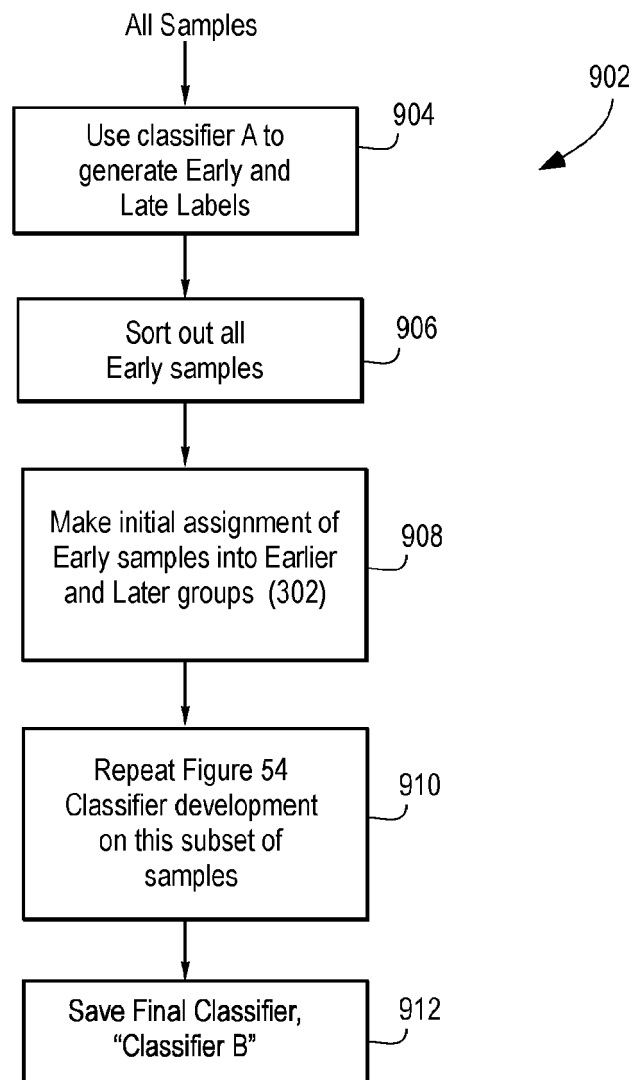 All Samples
902
Use classifier A to
generate Early and
Late Labels
904
Sort out all
Early samples
906
Make initial assignment of
Early samples into Earlier
and Later groups (302)
908
Repeat Figure 54
Classifier development
on this subset of
samples
910
Save Final Classifier,
“Classifier B”
912